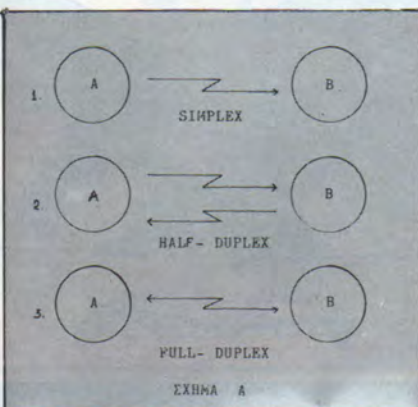 1. A B
SIMPLEX
2. A B
HALF- DUPLEX
3. A B
FULL- DUPLEX
ΣΧΗΜΑ Α